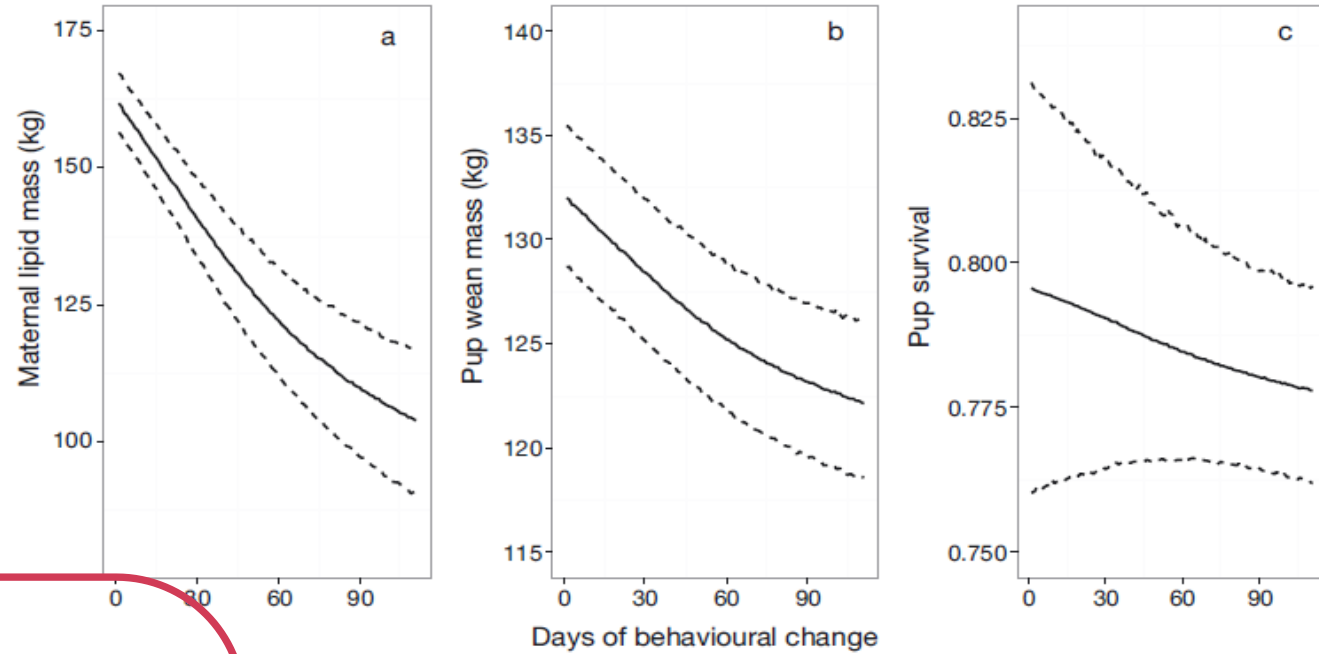 a
175
150
125
100
Maternal lipid mass (kg)
0 30 60 90
b
140
135
130
125
120
115
Pup wean mass (kg)
0 30 60 90
c
0.825
0.800
0.775
0.750
Pup survival
0 30 60 90
Days of behavioural change